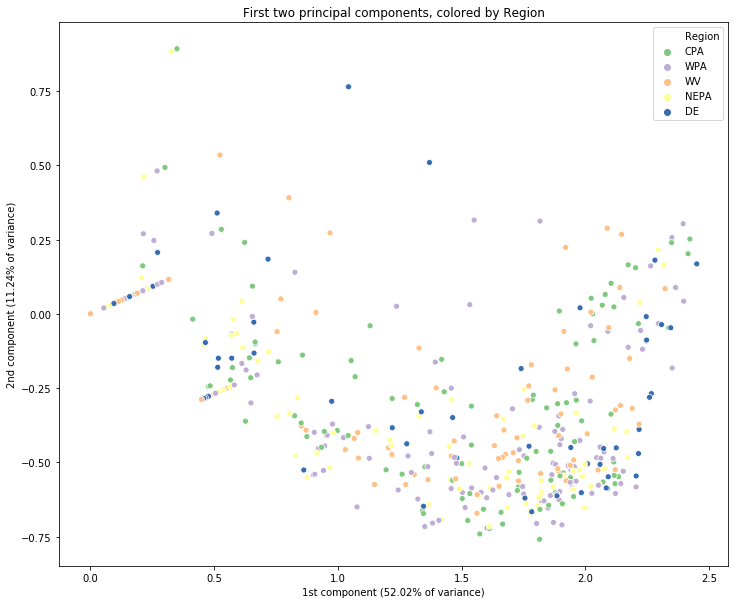 First two principal components, colored by Region
Region
CPA
WPA
WV
NEPA
DE
2nd component (11.24% of variance)
0.75
0.50
0.25
0.00
−0.25
−0.50
−0.75
0.0 0.5 1.0 1.5 2.0 2.5
1st component (52.02% of variance)